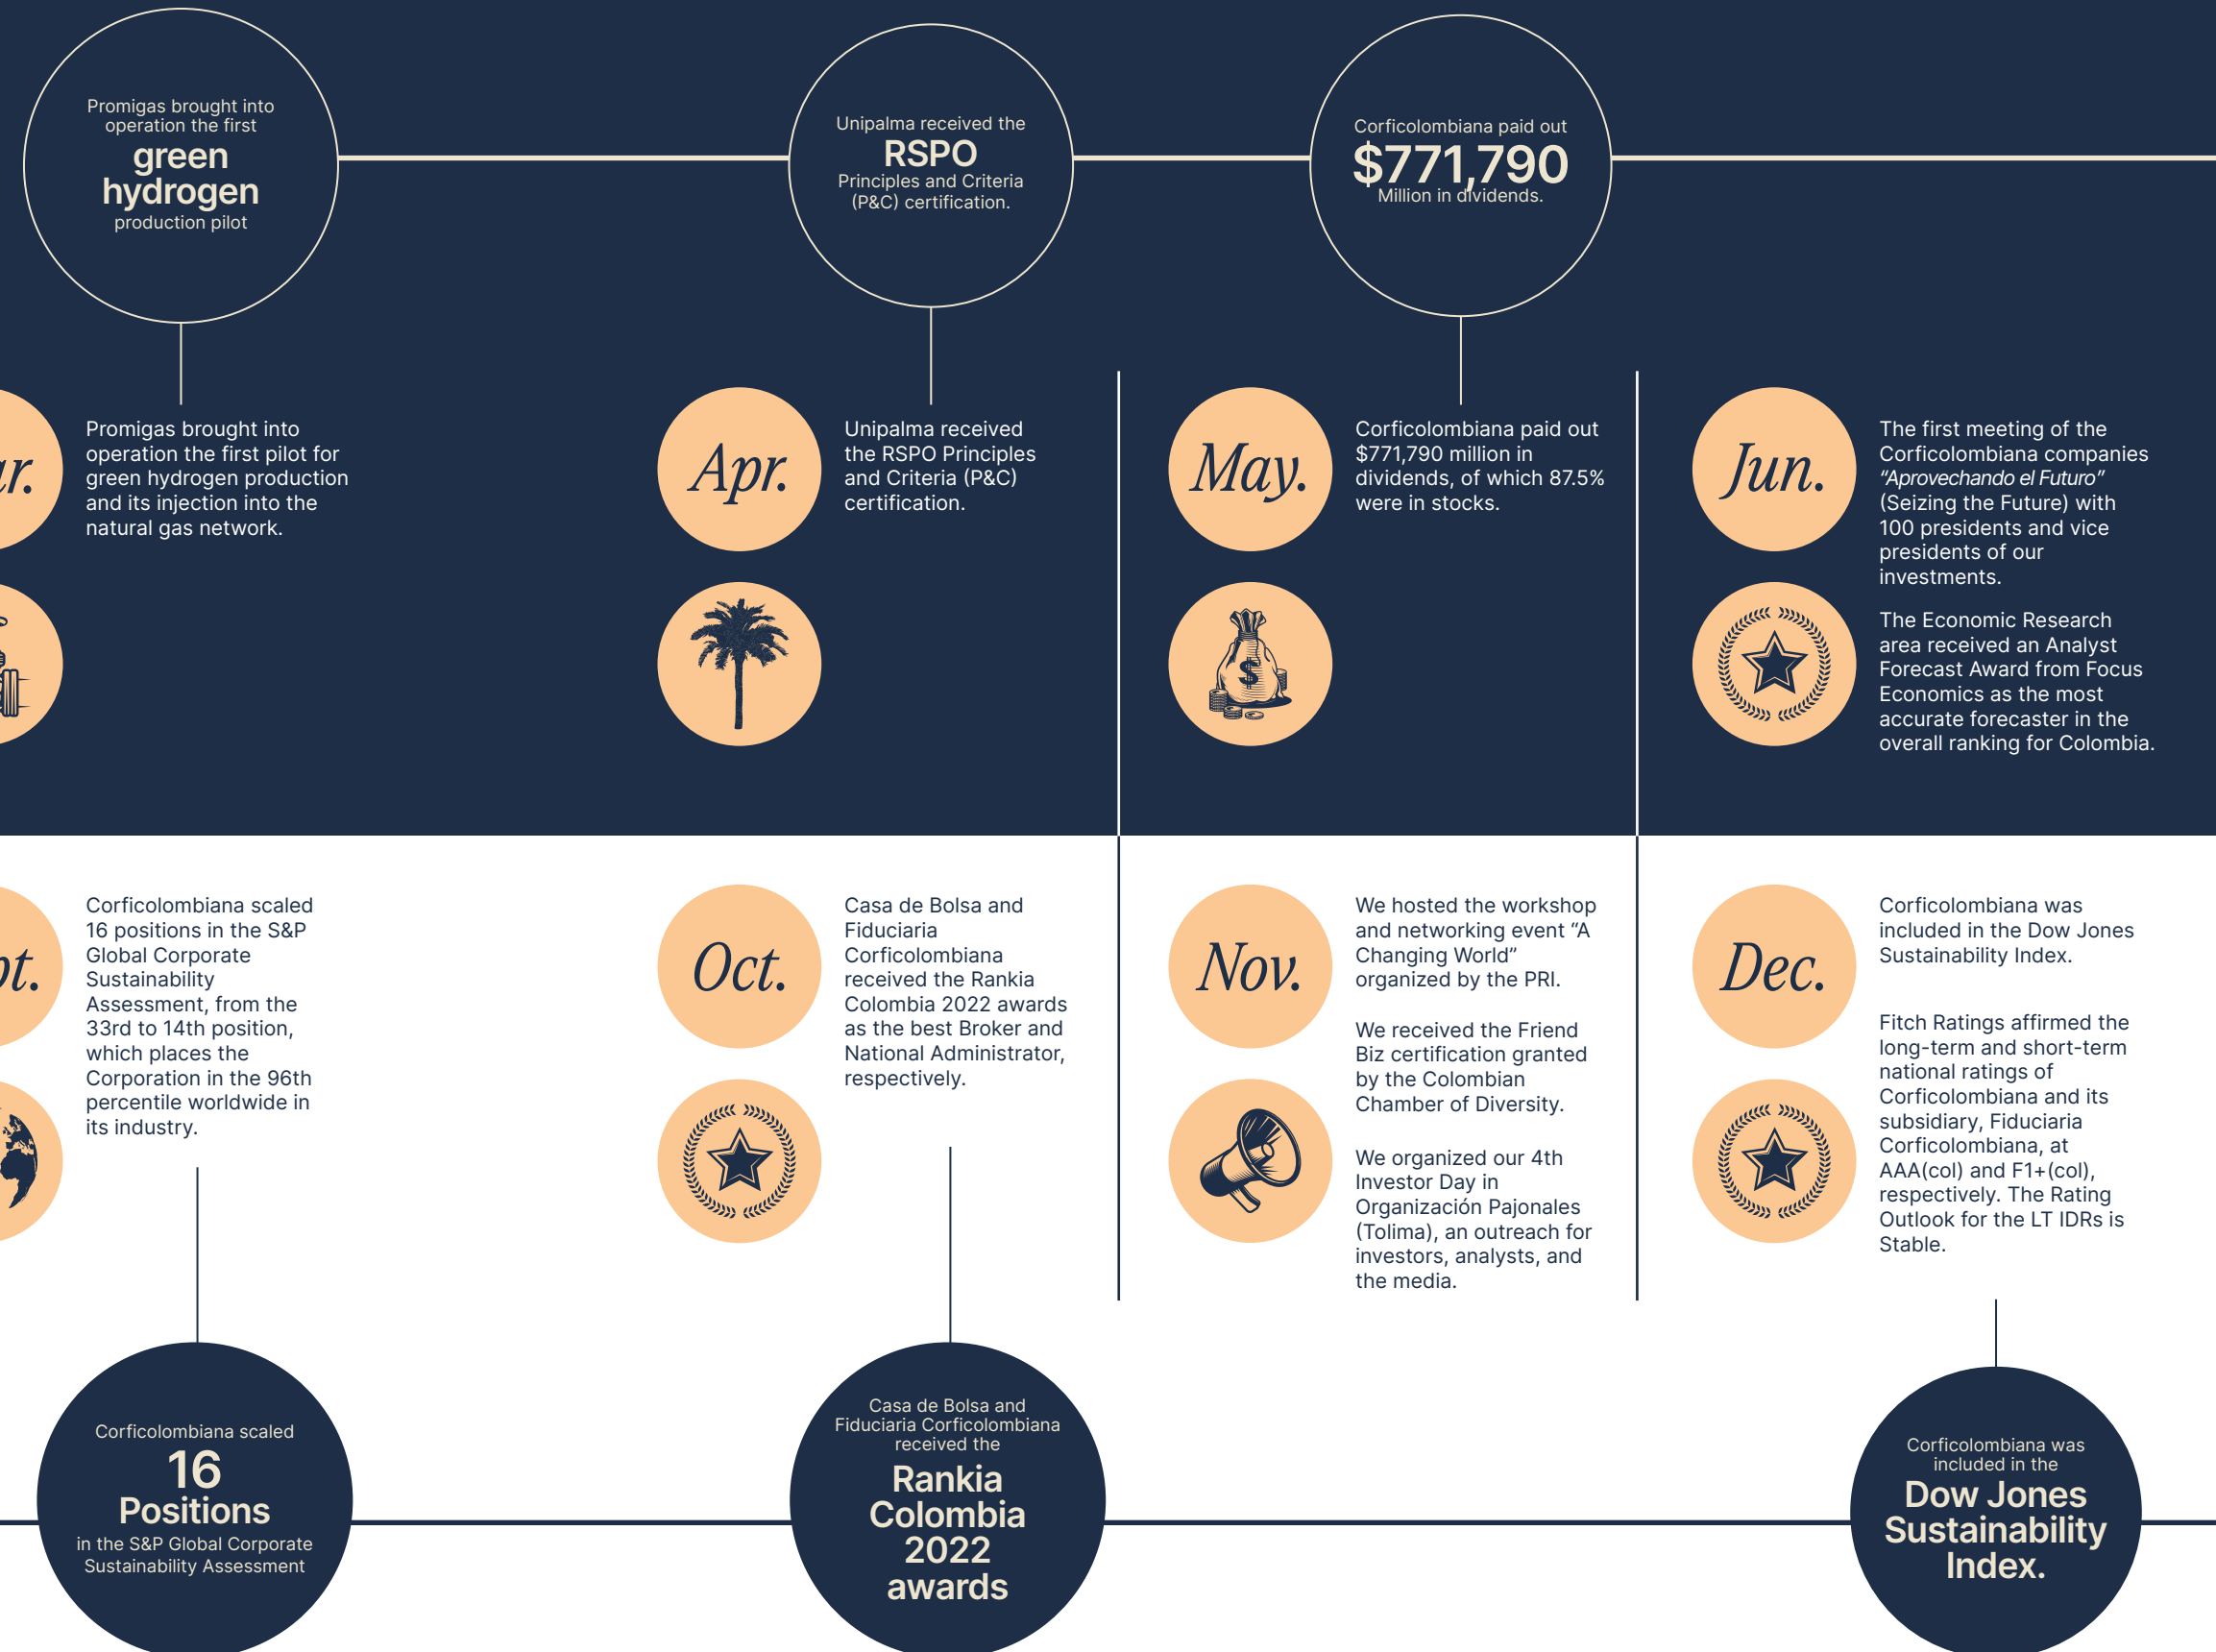 Promigas brought into
operation the first
green
hydrogen
production pilot
Unipalma received the
RSPO
Principles and Criteria
(P&C) certification.
Corficolombiana paid out
$771,790
Million in dividends.
Promigas brought into
operation the first pilot for
green hydrogen production
and its injection into the
natural gas network.
Apr.
Unipalma received
the RSPO Principles
and Criteria (P&C)
certification.
May.
Corficolombiana paid out
$771,790 million in
dividends, of which 87.5%
were in stocks.
Jun.
The first meeting of the
Corficolombiana companies
“Aprovechando el Futuro”
(Seizing the Future) with
100 presidents and vice
presidents of our
investments.
The Economic Research
area received an Analyst
Forecast Award from Focus
Economics as the most
accurate forecaster in the
overall ranking for Colombia.
Corficolombiana scaled
16 positions in the S&P
Global Corporate
Sustainability
Assessment, from the
33rd to 14th position,
which places the
Corporation in the 96th
percentile worldwide in
its industry.
Oct.
Casa de Bolsa and
Fiduciaria
Corficolombiana
received the Rankia
Colombia 2022 awards
as the best Broker and
National Administrator,
respectively.
Nov.
We hosted the workshop
and networking event “A
Changing World”
organized by the PRI.
We received the Friend
Biz certification granted
by the Colombian
Chamber of Diversity.
We organized our 4th
Investor Day in
Organización Pajonales
(Tolima), an outreach for
investors, analysts, and
the media.
Dec.
Corficolombiana was
included in the Dow Jones
Sustainability Index.
Fitch Ratings affirmed the
long-term and short-term
national ratings of
Corficolombiana and its
subsidiary, Fiduciaria
Corficolombiana, at
AAA(col) and F1+(col),
respectively. The Rating
Outlook for the LT IDRs is
Stable.
Corficolombiana scaled
16
Positions
in the S&P Global Corporate
Sustainability Assessment
Casa de Bolsa and
Fiduciaria Corficolombiana
received the
Rankia
Colombia
2022
awards
Corficolombiana was
included in the
Dow Jones
Sustainability
Index.